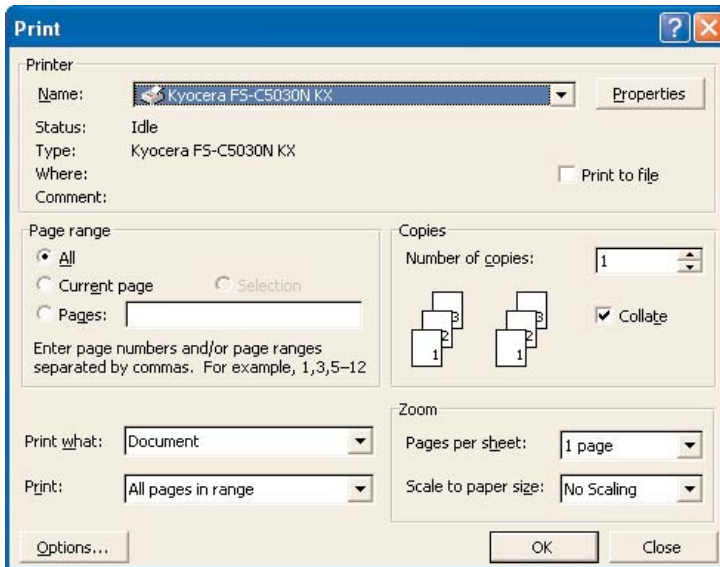 Print
Printer
Name: Kyocera FS-C5030N KX Properties
Status: Idle
Type: Kyocera FS-C5030N KX
Where: Print to file
Comment:
Page range
All
Current page Selection
Pages:
Enter page numbers and/or page ranges
separated by commas. For example, 1,3,5–12
Copies
Number of copies: 1
1 2 3 1 2 3 Collate
Print what: Document
Print: All pages in range
Zoom
Pages per sheet: 1 page
Scale to paper size: No Scaling
Options... OK Close